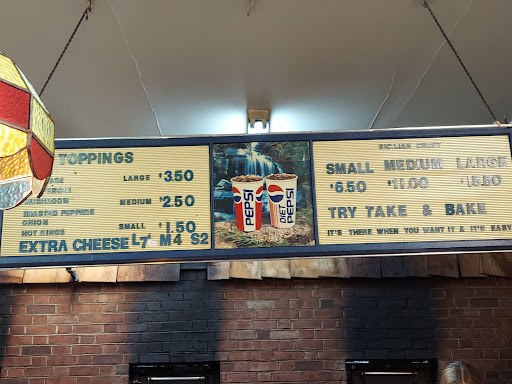 TOPPINGS
LARGE $3.50
MUSHROOM
ROASTED PEPPERS
MEDIUM $2.50
ONION
HOT RINGS
SMALL $1.50
EXTRA CHEESE L7 M4 S2
PEPSI
DIET PEPSI
SICILIAN CRUST
SMALL MEDIUM LARGE
$6.50 $11.00 $15.50
TRY TAKE & BAKE
IT'S THERE WHEN YOU WANT IT & IT'S EASY